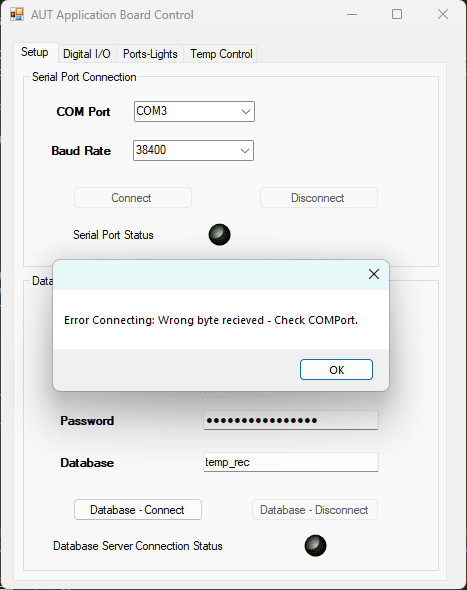 AUT Application Board Control
Setup Digital I/O Ports-Lights Temp Control
Serial Port Connection
COM Port COM3
Baud Rate 38400
Connect Disconnect
Serial Port Status
Data
Error Connecting: Wrong byte recieved - Check COMPort.
OK
Password ●●●●●●●●●●●●●●●●
Database temp_rec
Database - Connect Database - Disconnect
Database Server Connection Status